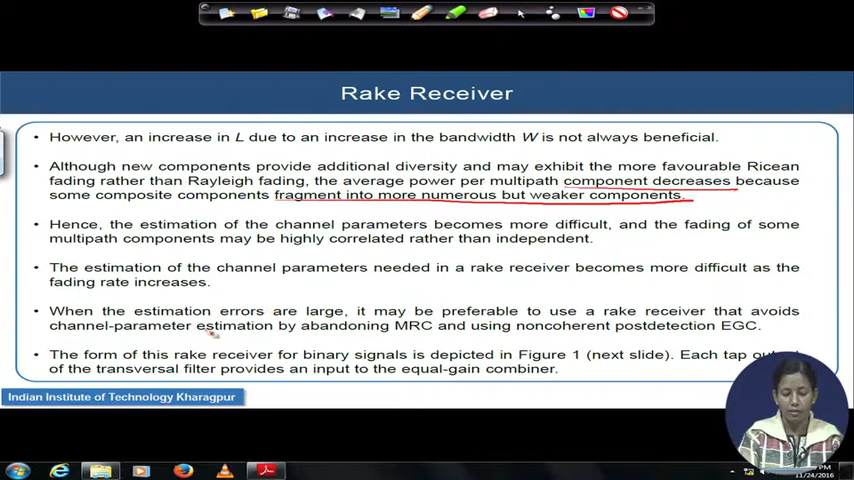 Rake Receiver
• However, an increase in L due to an increase in the bandwidth W is not always beneficial.
• Although new components provide additional diversity and may exhibit the more favourable Ricean
fading rather than Rayleigh fading, the average power per multipath component decreases because
some composite components fragment into more numerous but weaker components.
• Hence, the estimation of the channel parameters becomes more difficult, and the fading of some
multipath components may be highly correlated rather than independent.
• The estimation of the channel parameters needed in a rake receiver becomes more difficult as the
fading rate increases.
• When the estimation errors are large, it may be preferable to use a rake receiver that avoids
channel-parameter estimation by abandoning MRC and using noncoherent postdetection EGC.
• The form of this rake receiver for binary signals is depicted in Figure 1 (next slide). Each tap
of the transversal filter provides an input to the equal-gain combiner.
Indian Institute of Technology Kharagpur
PM
11/24/2016